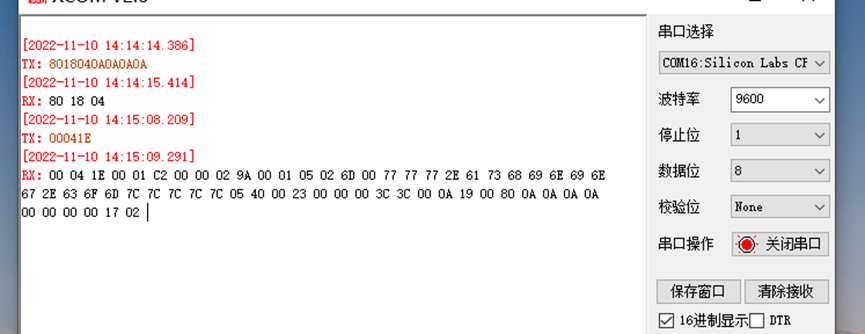 [2022-11-10 14:14:14.386]
TX: 8018040A0A0A0A
[2022-11-10 14:14:15.414]
RX: 80 18 04
[2022-11-10 14:15:08.209]
TX: 00041E
[2022-11-10 14:15:09.291]
RX: 00 04 1E 00 01 C2 00 00 02 9A 00 01 05 02 6D 00 77 77 77 2E 61 73 68 69 6E 69 6E
67 2E 63 6F 6D 7C 7C 7C 7C 7C 05 40 00 23 00 00 00 3C 3C 00 0A 19 00 80 0A 0A 0A 0A
00 00 00 00 17 02
串口选择
COM16:Silicon Labs CP
波特率 9600
停止位 1
数据位 8
校验位 None
串口操作 关闭串口
保存窗口 清除接收
16进制显示 DTR